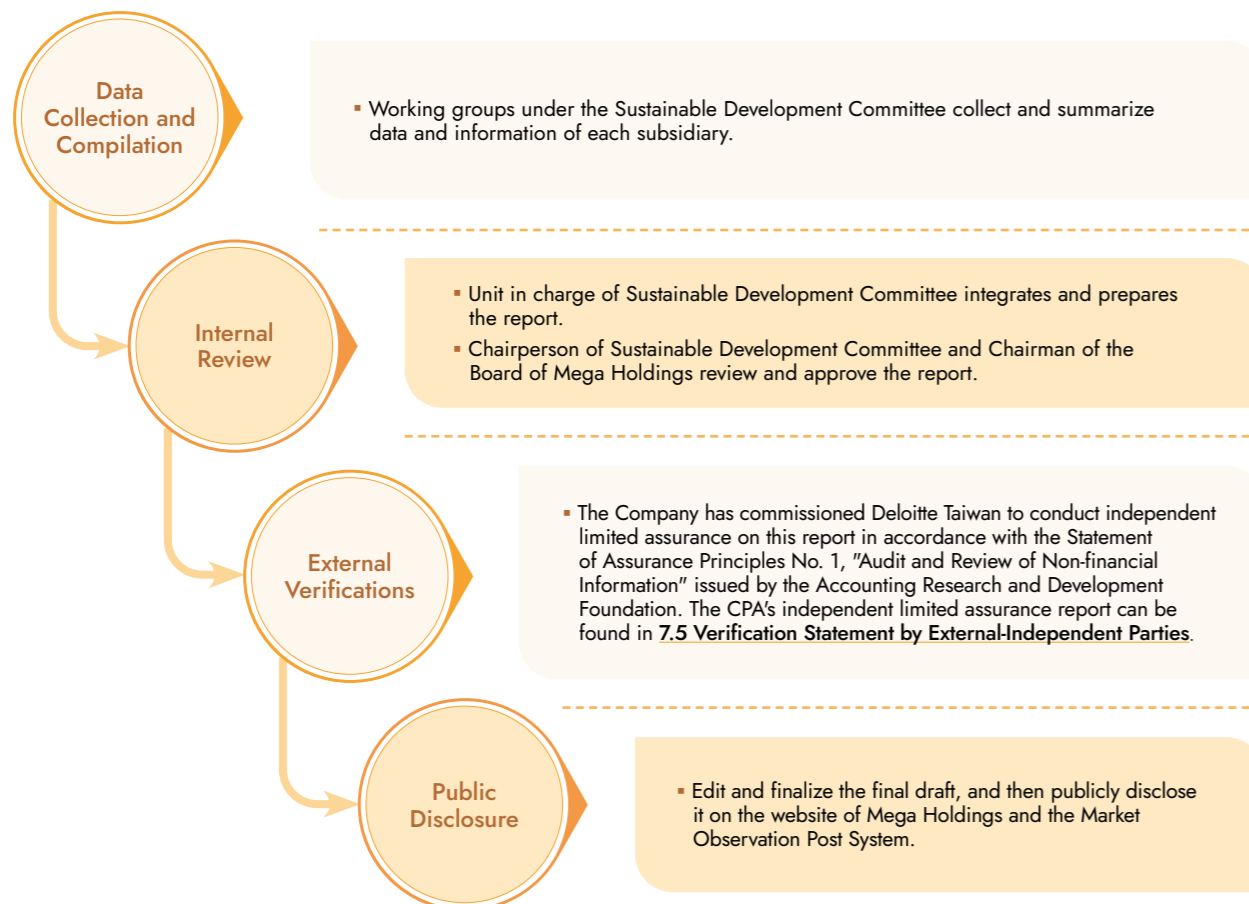 Data
Collection and
Compilation
▪ Working groups under the Sustainable Development Committee collect and summarize
data and information of each subsidiary.
Internal
Review
▪ Unit in charge of Sustainable Development Committee integrates and prepares
the report.
▪ Chairperson of Sustainable Development Committee and Chairman of the
Board of Mega Holdings review and approve the report.
External
Verifications
▪ The Company has commissioned Deloitte Taiwan to conduct independent
limited assurance on this report in accordance with the Statement
of Assurance Principles No. 1, "Audit and Review of Non-financial
Information" issued by the Accounting Research and Development
Foundation. The CPA's independent limited assurance report can be
found in 7.5 Verification Statement by External-Independent Parties.
Public
Disclosure
▪ Edit and finalize the final draft, and then publicly disclose
it on the website of Mega Holdings and the Market
Observation Post System.